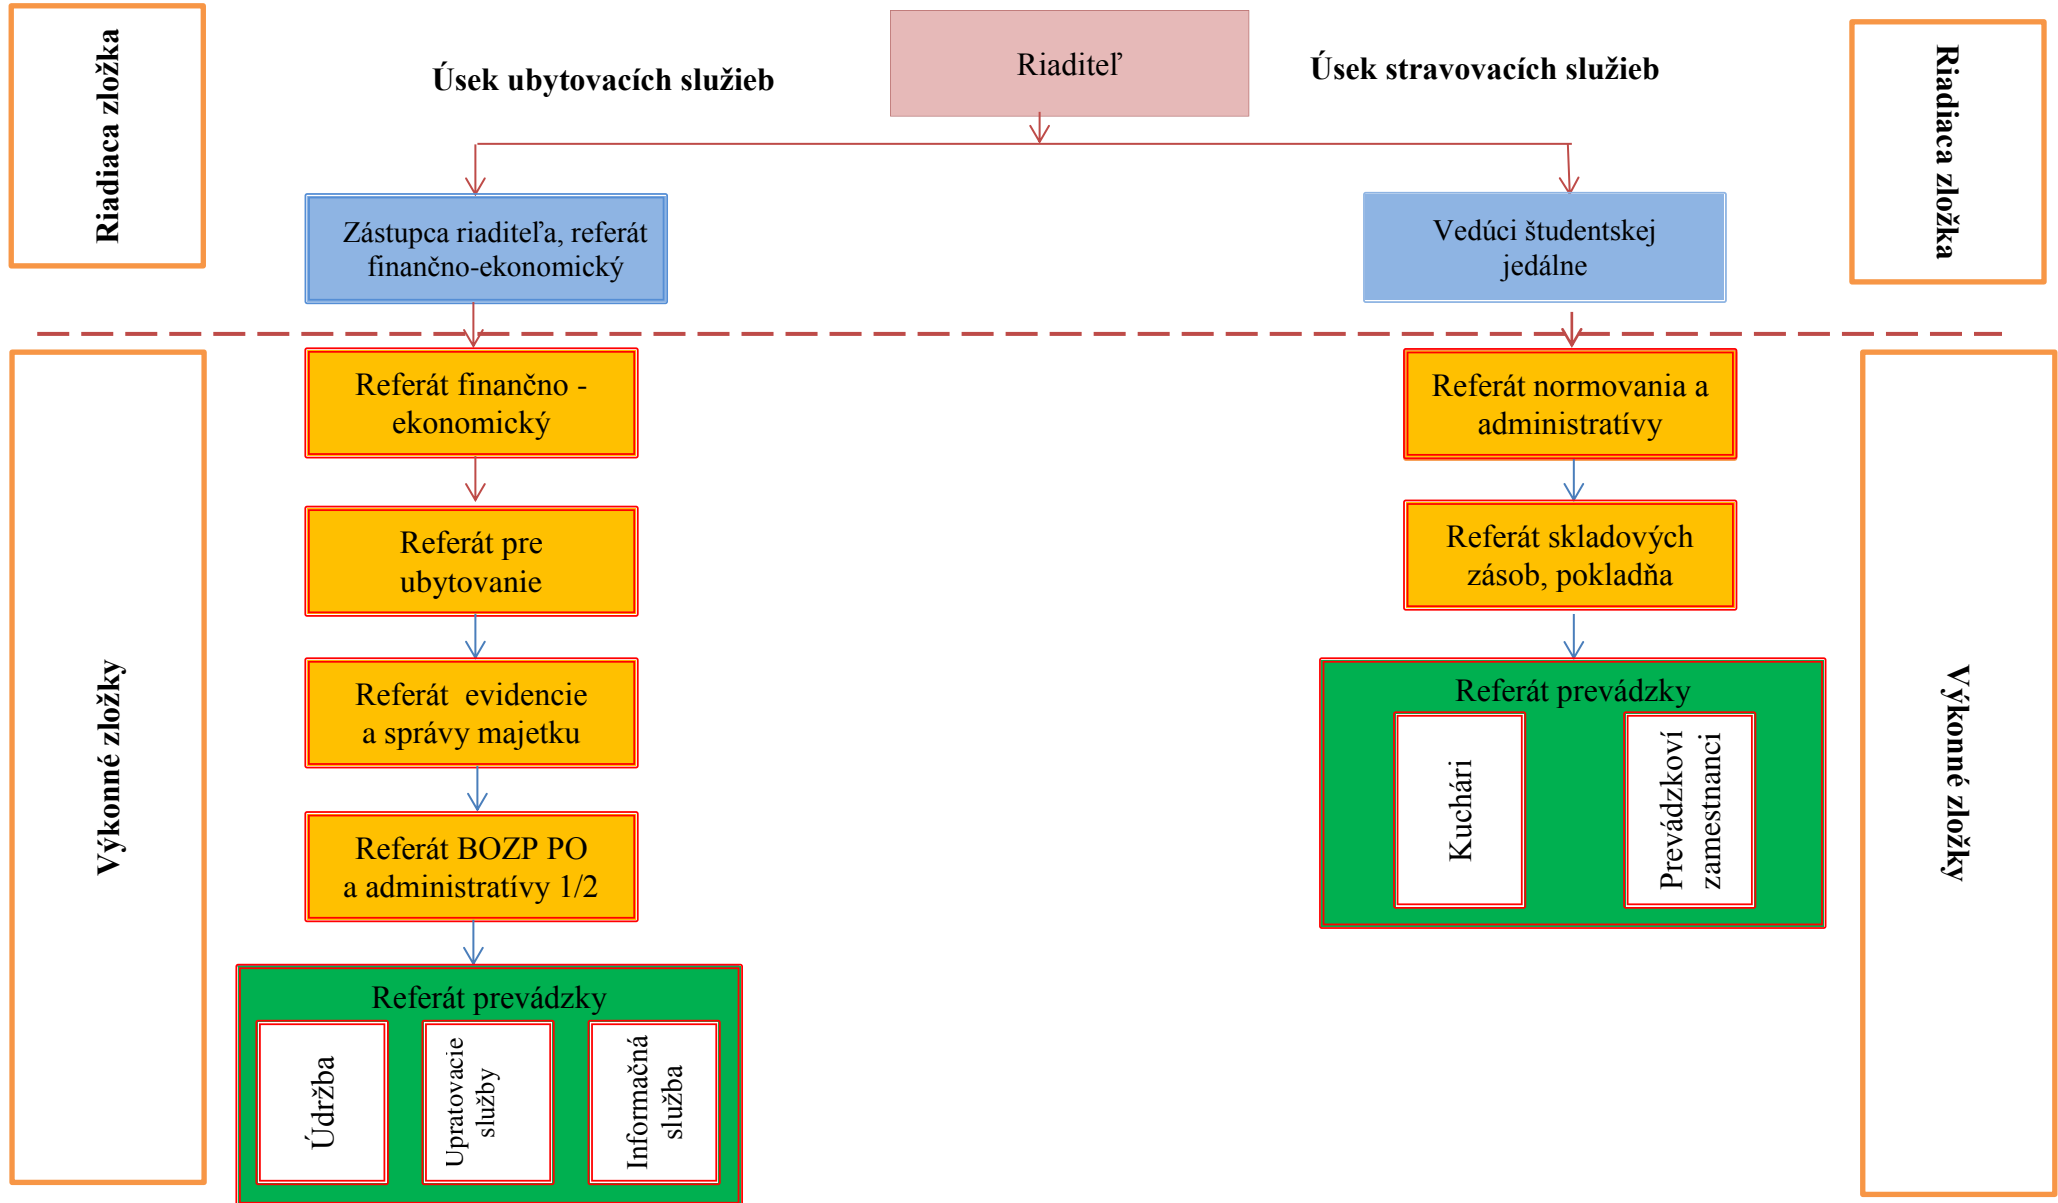 Riadiaca zložka
Úsek ubytovacích služieb
Riaditeľ
Úsek stravovacích služieb
Riadiaca zložka
Zástupca riaditeľa, referát
finančno-ekonomický
Vedúci študentskej
jedálne
Výkonné zložky
Referát finančno -
ekonomický
Referát pre
ubytovanie
Referát  evidencie
a správy majetku
Referát BOZP PO
a administratívy 1/2
Referát prevádzky
Údržba
Upratovacie
služby
Informačná
služba
Referát normovania a
administratívy
Referát skladových
zásob, pokladňa
Referát prevádzky
Kuchári
Prevádzkoví
zamestnanci
Výkonné zložky